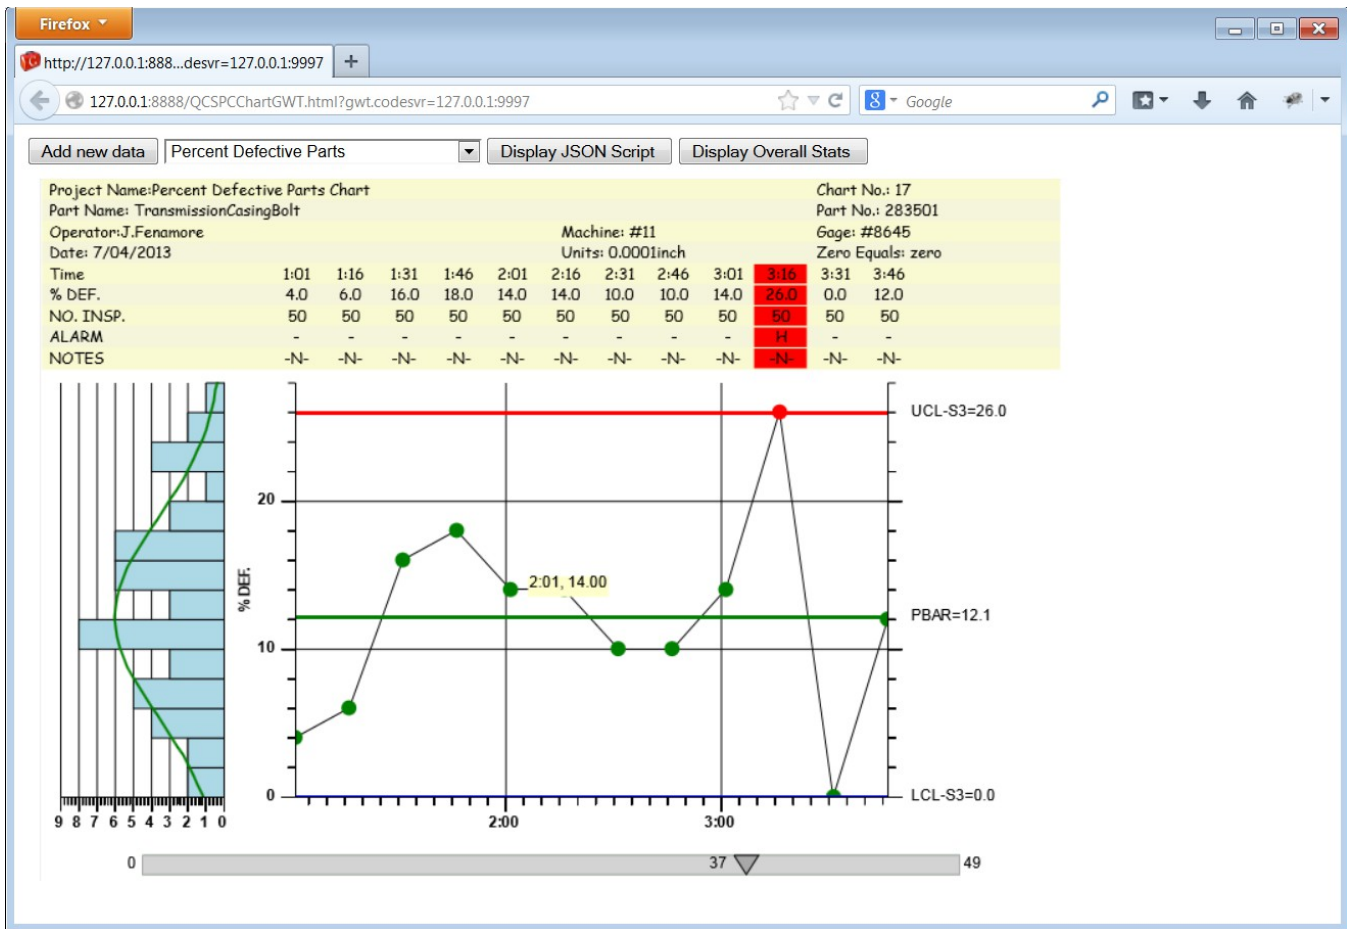 Firefox
http://127.0.0.1:888...desvr=127.0.0.1:9997 +
127.0.0.1:8888/QCSPCChartGWT.html?gwt.codesvr=127.0.0.1:9997 8 Google
Add new data Percent Defective Parts Display JSON Script Display Overall Stats
Project Name:Percent Defective Parts Chart Chart No.: 17
Part Name: TransmissionCasingBolt Part No.: 283501
Operator:J.Fenamore Machine: #11 Gage: #8645
Date: 7/04/2013 Units: 0.0001inch Zero Equals: zero
Time 1:01 1:16 1:31 1:46 2:01 2:16 2:31 2:46 3:01 3:16 3:31 3:46
% DEF. 4.0 6.0 16.0 18.0 14.0 14.0 10.0 10.0 14.0 26.0 0.0 12.0
NO. INSP. 50 50 50 50 50 50 50 50 50 50 50 50
ALARM - - - - - - - - - H - -
NOTES -N- -N- -N- -N- -N- -N- -N- -N- -N- -N- -N- -N-
UCL-S3=26.0
20
% DEF.
2:01, 14.00
PBAR=12.1
10
0 LCL-S3=0.0
9 8 7 6 5 4 3 2 1 0 2:00 3:00
0 37 49